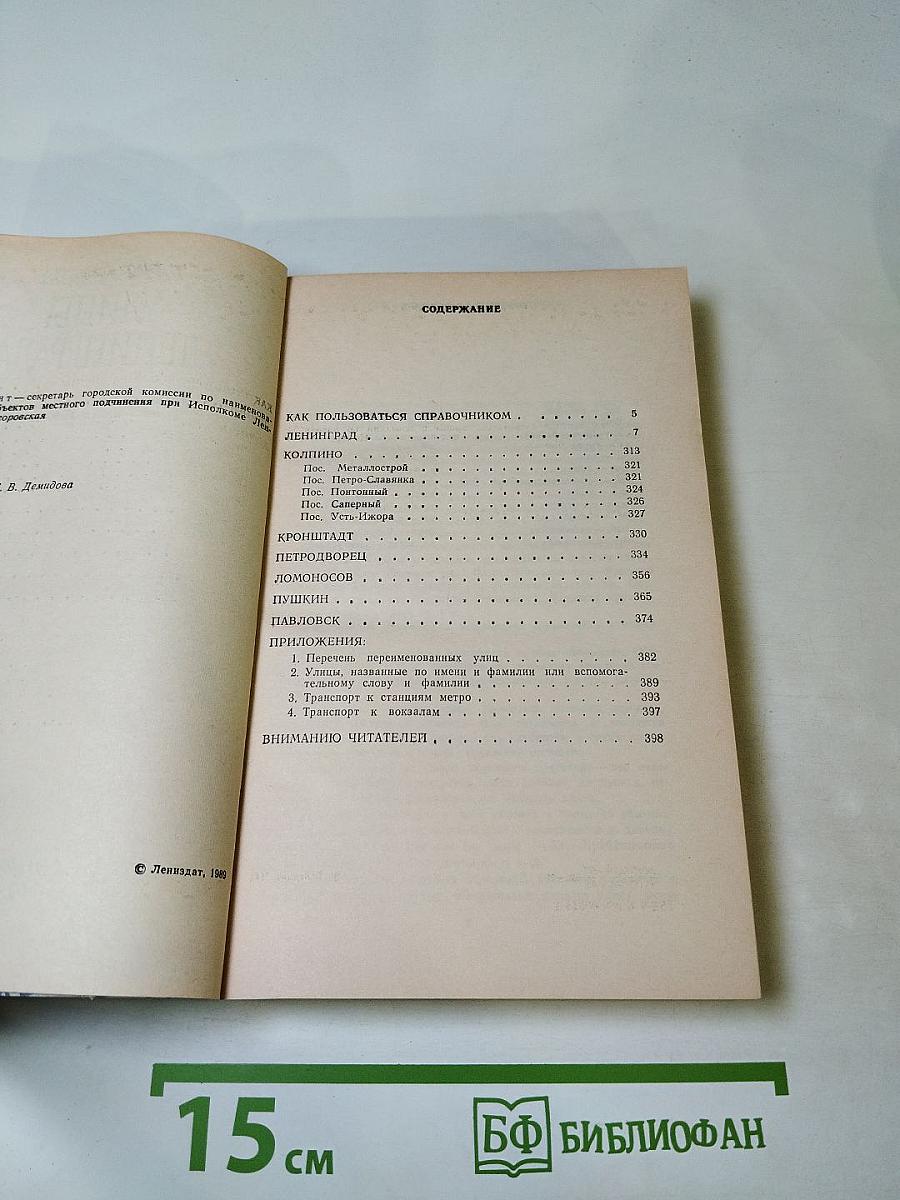 нт — секретарь городской комиссии по наименова-
бъектов местного подчинения при Исполкоме Лен-
торовская
В. Демидова
© Лениздат, 1989
СОДЕРЖАНИЕ
КАК ПОЛЬЗОВАТЬСЯ СПРАВОЧНИКОМ . . . . . . . 5
ЛЕНИНГРАД . . . . . . . . . . . . . . . . . . 7
КОЛПИНО . . . . . . . . . . . . . . . . . . 313
Пос. Металлострой . . . . . . . . . . . . . . 321
Пос. Петро-Славянка . . . . . . . . . . . . . 321
Пос. Понтонный . . . . . . . . . . . . . . . 324
Пос. Саперный . . . . . . . . . . . . . . . . 326
Пос. Усть-Ижора . . . . . . . . . . . . . . . 327
КРОНШТАДТ . . . . . . . . . . . . . . . . . 330
ПЕТРОДВОРЕЦ . . . . . . . . . . . . . . . . 334
ЛОМОНОСОВ . . . . . . . . . . . . . . . . . 356
ПУШКИН . . . . . . . . . . . . . . . . . . . 365
ПАВЛОВСК . . . . . . . . . . . . . . . . . . 374
ПРИЛОЖЕНИЯ:
1. Перечень переименованных улиц . . . . . . . . 382
2. Улицы, названные по имени и фамилии или вспомога-
тельному слову и фамилии . . . . . . . . . . 389
3. Транспорт к станциям метро . . . . . . . . . . 393
4. Транспорт к вокзалам . . . . . . . . . . . . 397
ВНИМАНИЮ ЧИТАТЕЛЕЙ . . . . . . . . . . . . . 398
15 см
БФ БИБЛИОФАН